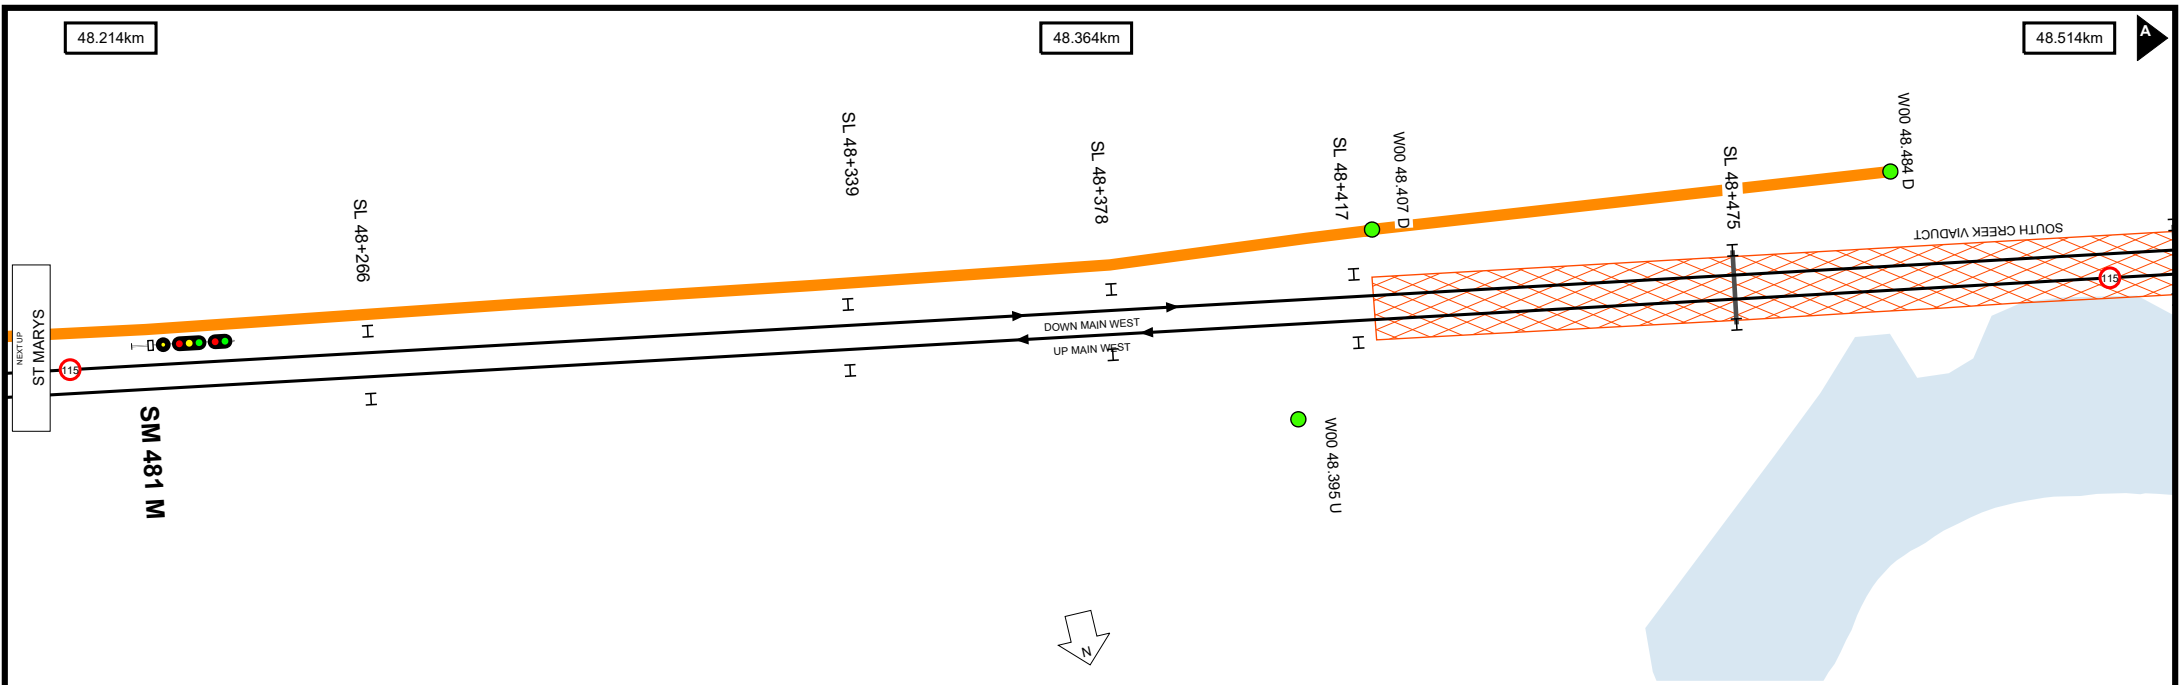 48.214km
48.364km
48.514km
A
SL 48+266
SL 48+339
SL 48+378
SL 48+417
W00 48.407 D
SL 48+475
W00 48.484 D
SOUTH CREEK VIADUCT
NEXT UP
ST MARYS
115
115
DOWN MAIN WEST
UP MAIN WEST
SM 481 M
W00 48.395 U
N